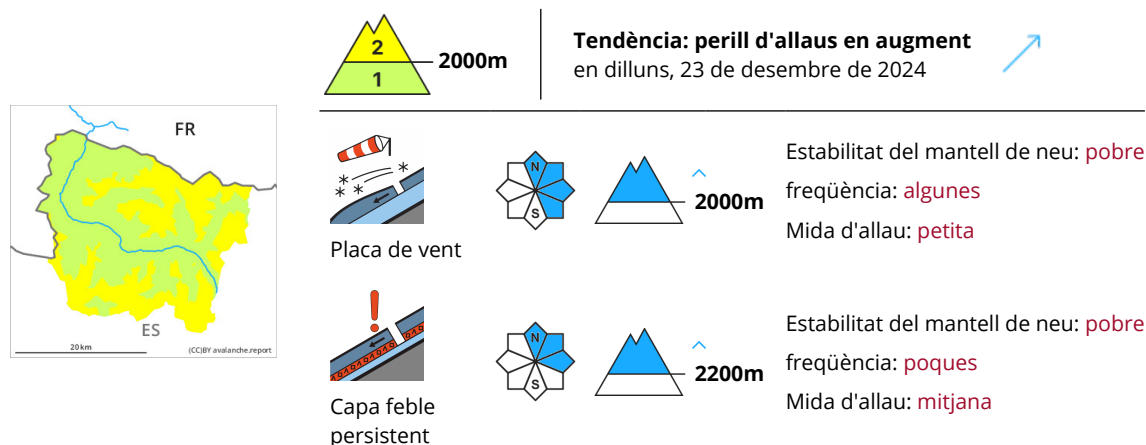 2
1
2000m
Tendència: perill d'allaus en augment
en dilluns, 23 de desembre de 2024
FR
ES
20 km
(CC)BY avalanche.report
Placa de vent
N
S
2000m
Estabilitat del mantell de neu: pobre
freqüència: algunes
Mida d'allau: petita
Capa feble
persistent
N
S
2200m
Estabilitat del mantell de neu: pobre
freqüència: poques
Mida d'allau: mitjana